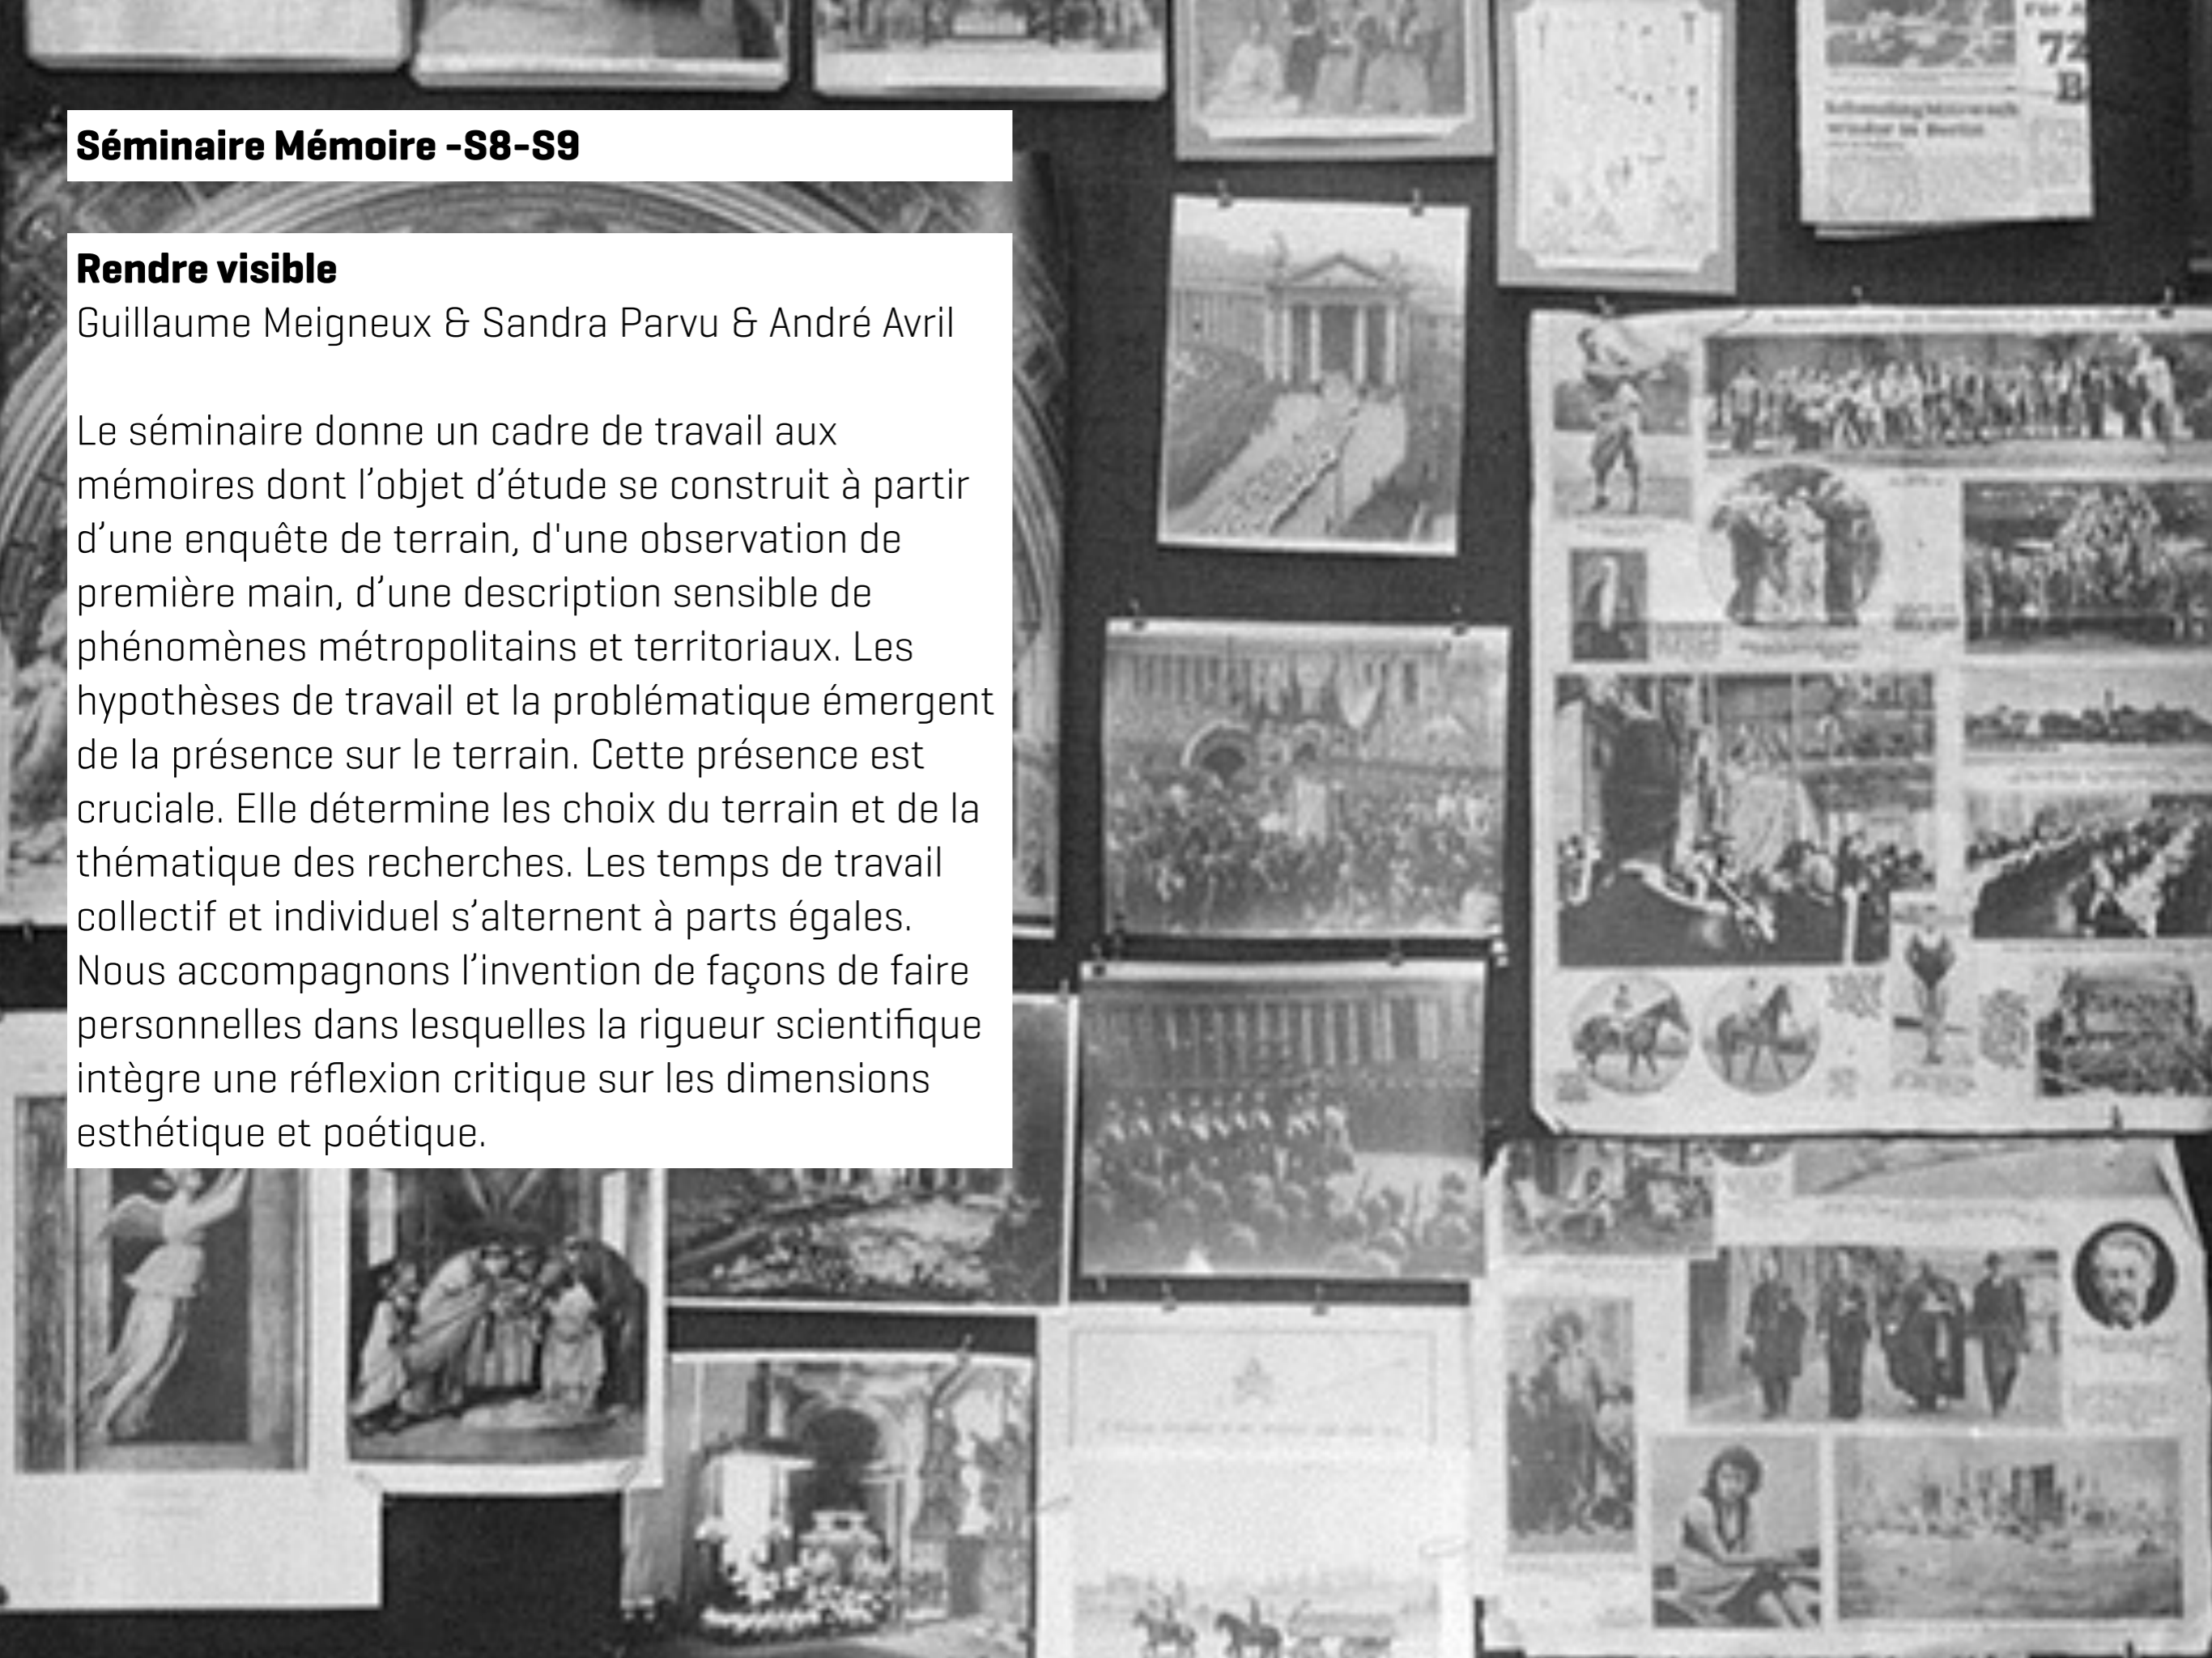 Séminaire Mémoire -S8-S9
Rendre visible
Guillaume Meigneux & Sandra Parvu & André Avril
Le séminaire donne un cadre de travail aux
mémoires dont l’objet d’étude se construit à partir
d’une enquête de terrain, d'une observation de
première main, d’une description sensible de
phénomènes métropolitains et territoriaux. Les
hypothèses de travail et la problématique émergent
de la présence sur le terrain. Cette présence est
cruciale. Elle détermine les choix du terrain et de la
thématique des recherches. Les temps de travail
collectif et individuel s’alternent à parts égales.
Nous accompagnons l’invention de façons de faire
personnelles dans lesquelles la rigueur scientifique
intègre une réflexion critique sur les dimensions
esthétique et poétique.
72
B